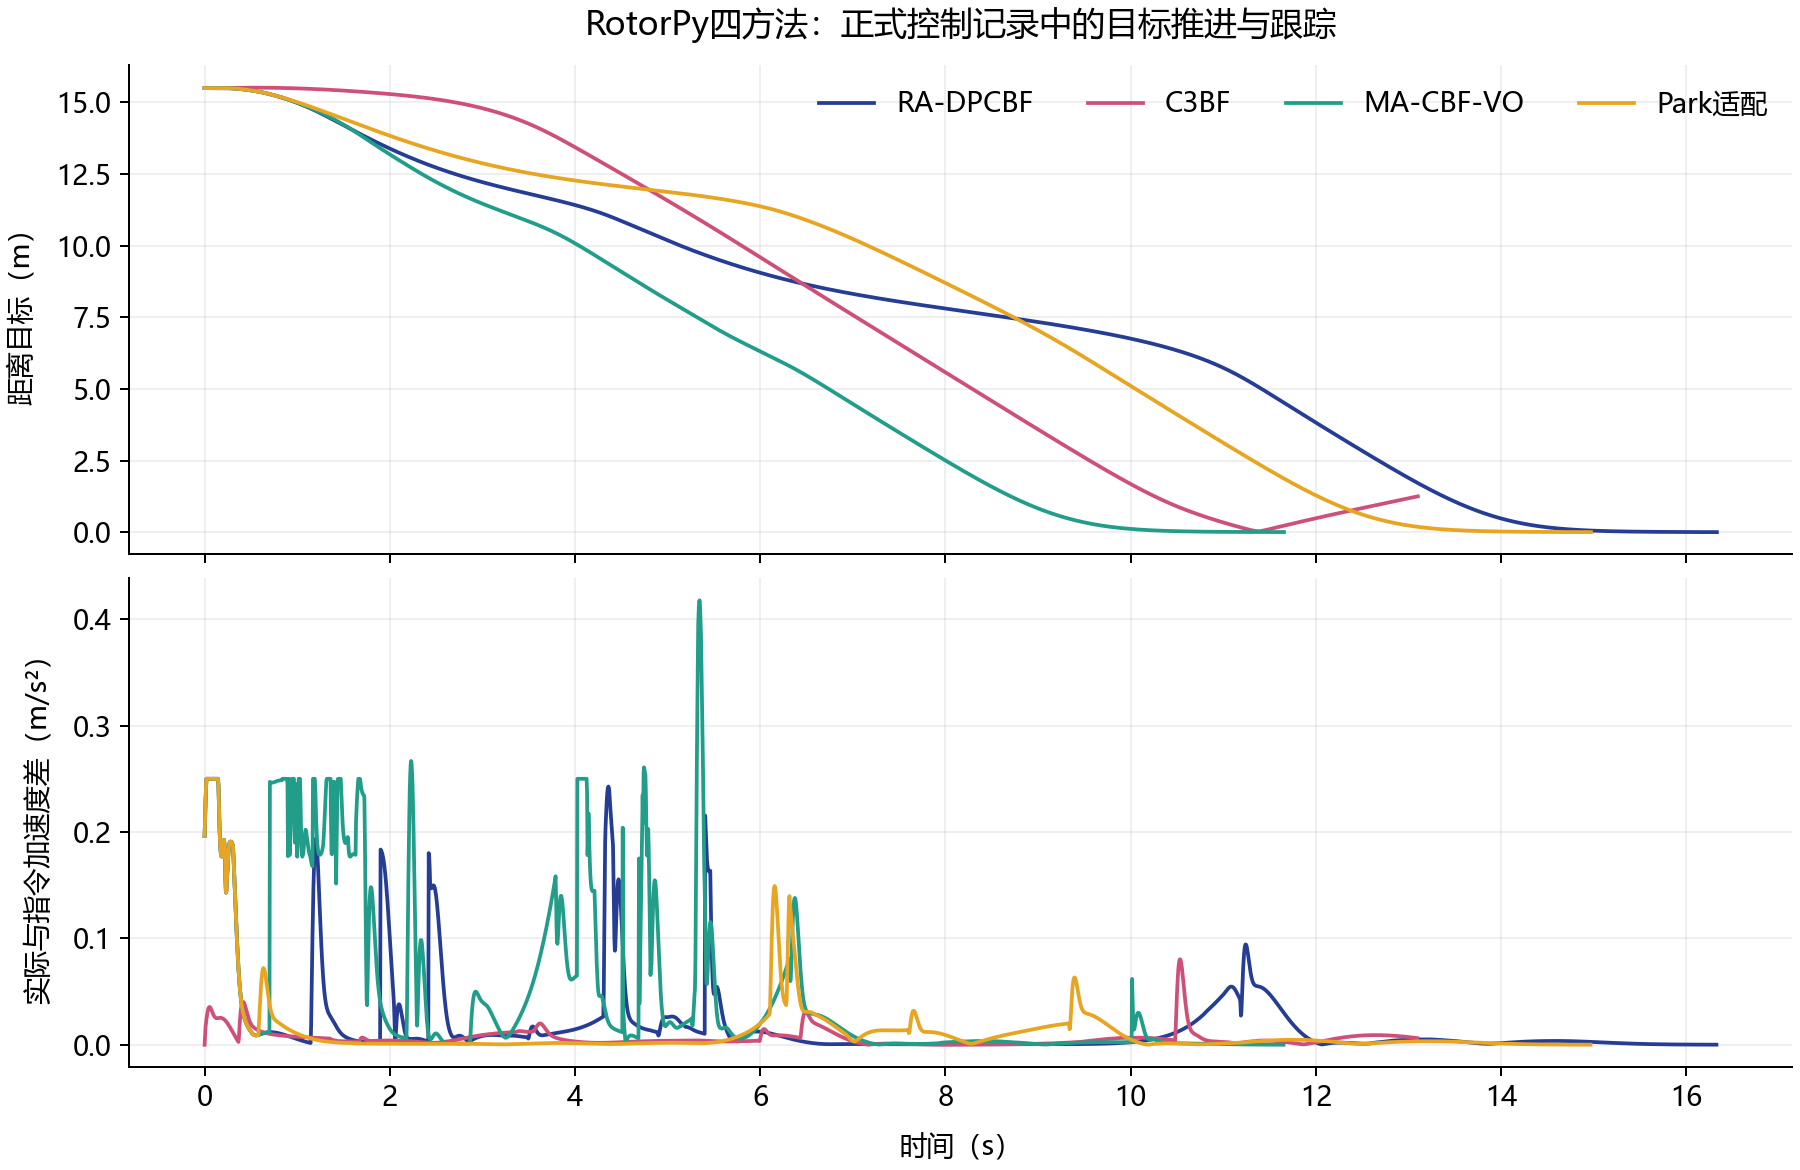 RotorPy四方法：正式控制记录中的目标推进与跟踪
RA-DPCBF
C3BF
MA-CBF-VO
Park适配
距离目标（m）
15.0
12.5
10.0
7.5
5.0
2.5
0.0
实际与指令加速度差（m/s²）
0.4
0.3
0.2
0.1
0.0
0 2 4 6 8 10 12 14 16
时间（s）